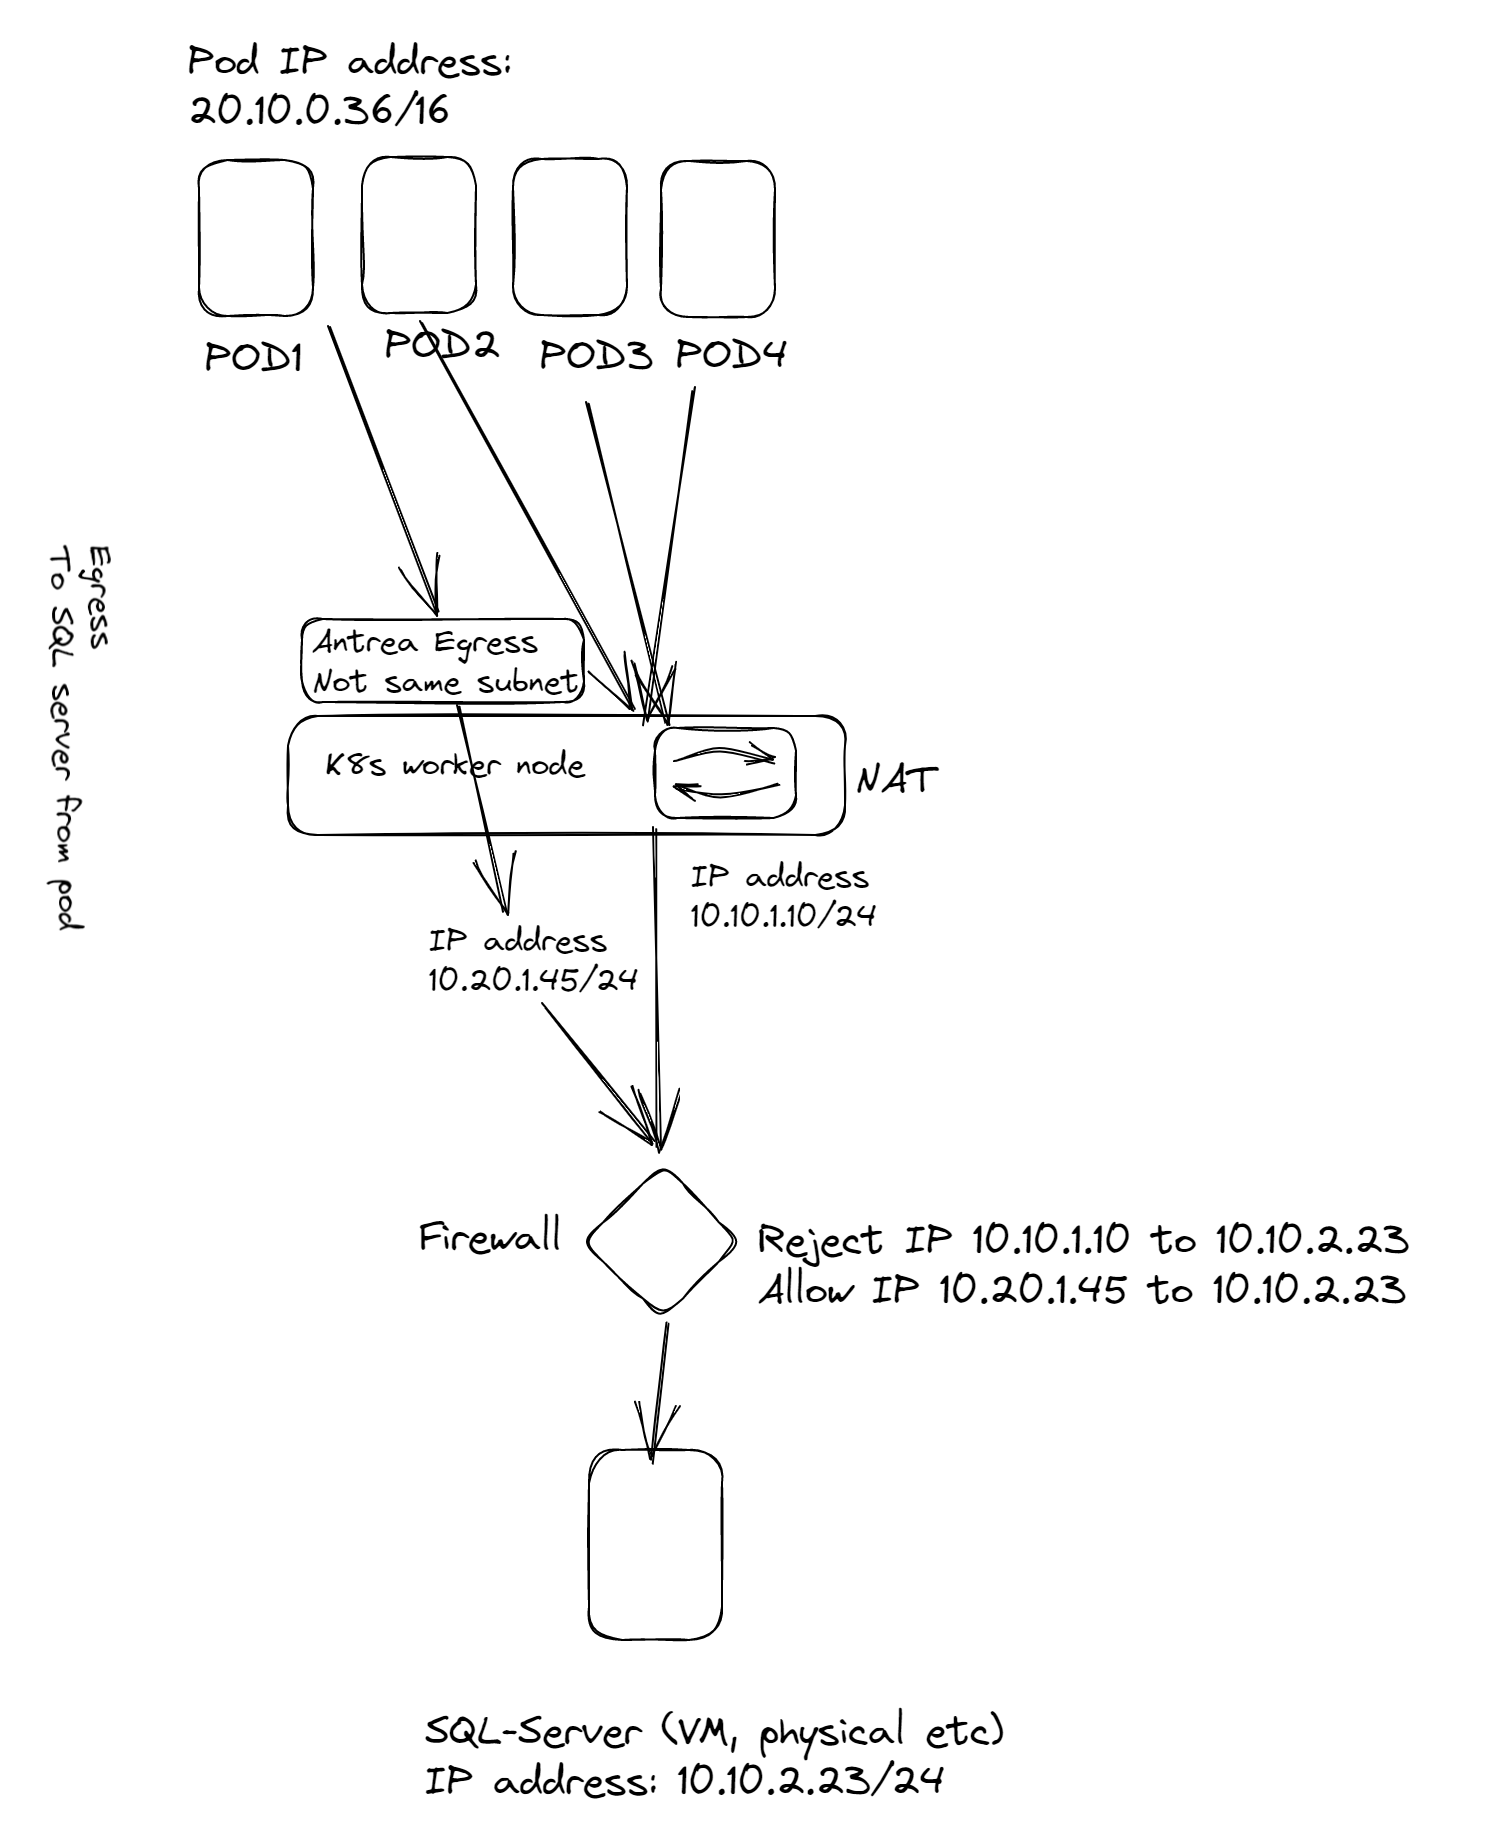 Pod IP address:
20.10.0.36/16
POD1
POD2
POD3
POD4
Egress
To SQL server from pod
Antrea Egress
Not same subnet
K8s worker node
NAT
IP address
10.10.1.10/24
IP address
10.20.1.45/24
Firewall
Reject IP 10.10.1.10 to 10.10.2.23
Allow IP 10.20.1.45 to 10.10.2.23
SQL-Server (VM, physical etc)
IP address: 10.10.2.23/24